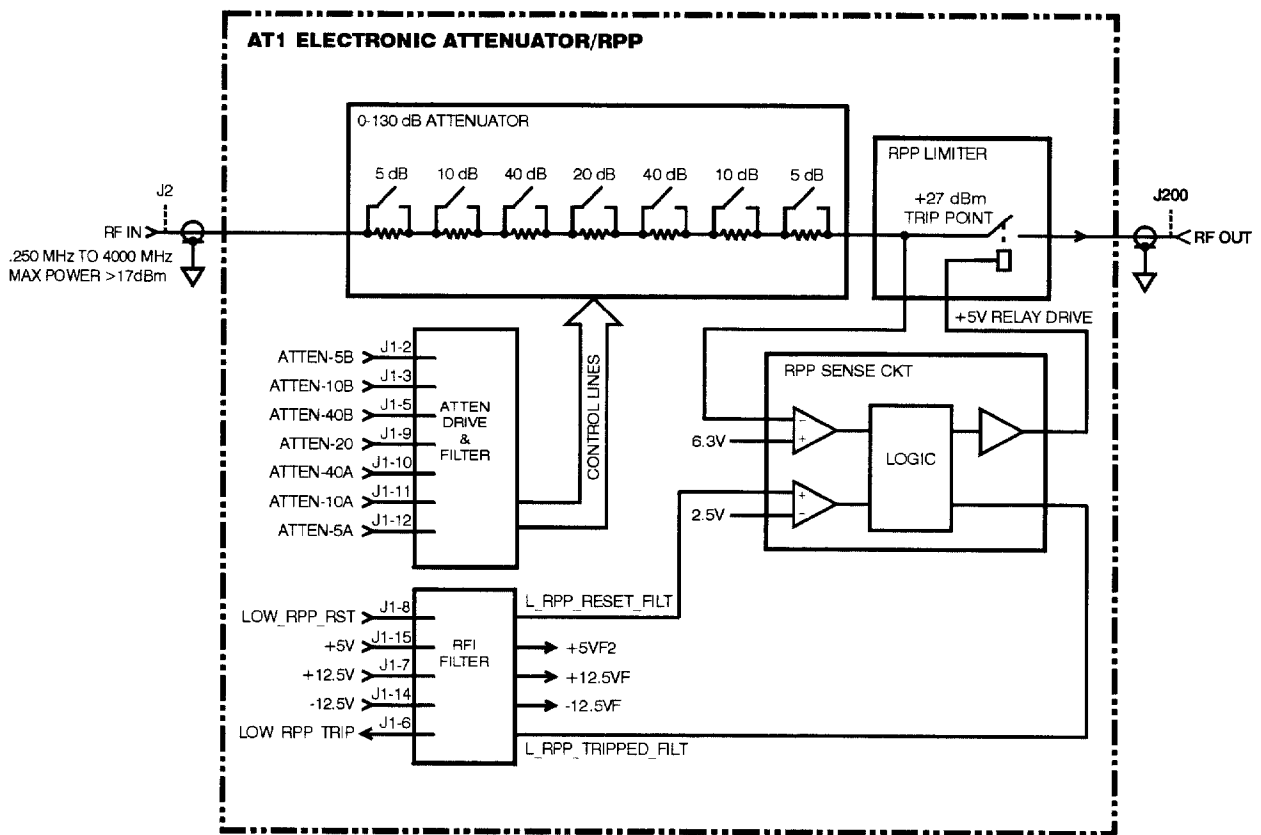 AT1 ELECTRONIC ATTENUATOR/RPP
0-130 dB ATTENUATOR
5 dB
10 dB
40 dB
20 dB
40 dB
10 dB
5 dB
RPP LIMITER
+27 dBm
TRIP POINT
J2
RF IN
.250 MHz TO 4000 MHz
MAX POWER >17dBm
J200
RF OUT
+5V RELAY DRIVE
CONTROL LINES
ATTEN-5B
J1-2
ATTEN-10B
J1-3
ATTEN-40B
J1-5
ATTEN-20
J1-9
ATTEN-40A
J1-10
ATTEN-10A
J1-11
ATTEN-5A
J1-12
ATTEN
DRIVE
&
FILTER
RPP SENSE CKT
-
+
6.3V
+
-
2.5V
LOGIC
LOW_RPP_RST
J1-8
+5V
J1-15
+12.5V
J1-7
-12.5V
J1-14
LOW_RPP_TRIP
J1-6
RFI
FILTER
L_RPP_RESET_FILT
+5VF2
+12.5VF
-12.5VF
L_RPP_TRIPPED_FILT